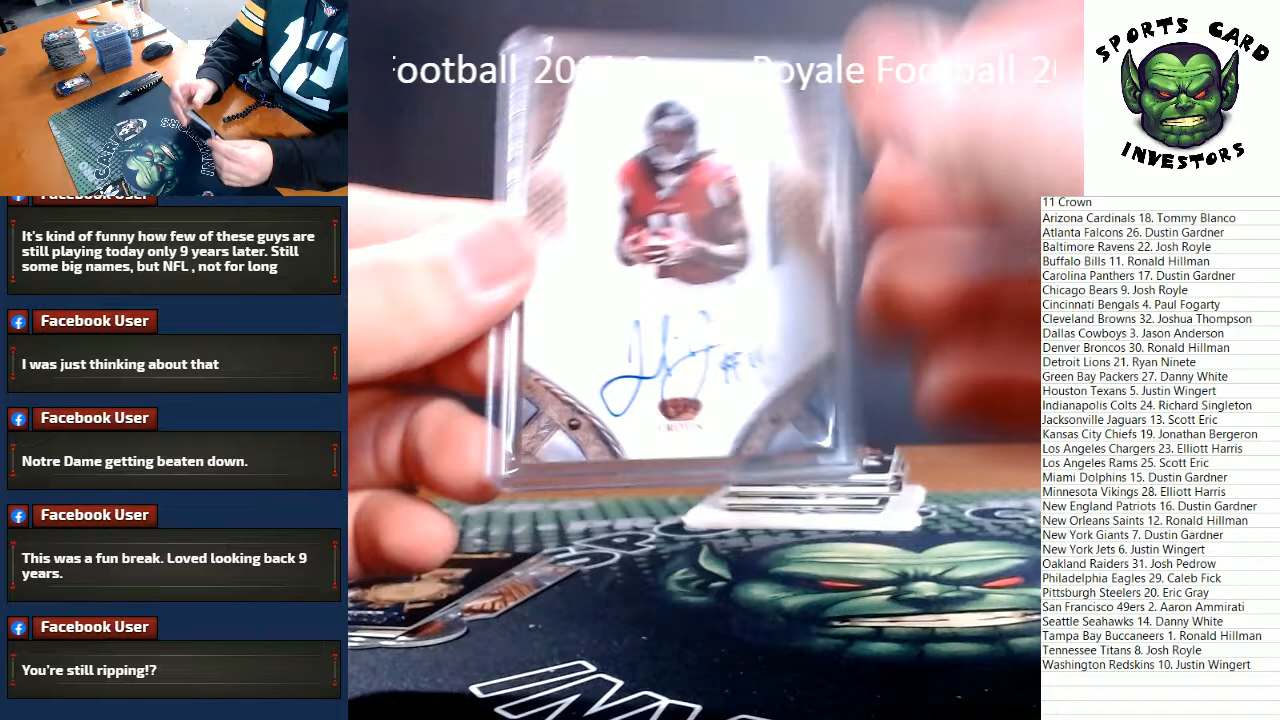 ootball 2011 Crown Royale Football 20
SPORTS CARD
INVESTORS
12
11
CROWN
It's kind of funny how few of these guys are
still playing today only 9 years later. Still
some big names, but NFL , not for long
Facebook User
I was just thinking about that
Facebook User
Notre Dame getting beaten down.
Facebook User
This was a fun break. Loved looking back 9
years.
Facebook User
You're still ripping!?
11 Crown
Arizona Cardinals 18. Tommy Blanco
Atlanta Falcons 26. Dustin Gardner
Baltimore Ravens 22. Josh Royle
Buffalo Bills 11. Ronald Hillman
Carolina Panthers 17. Dustin Gardner
Chicago Bears 9. Josh Royle
Cincinnati Bengals 4. Paul Fogarty
Cleveland Browns 32. Joshua Thompson
Dallas Cowboys 3. Jason Anderson
Denver Broncos 30. Ronald Hillman
Detroit Lions 21. Ryan Ninete
Green Bay Packers 27. Danny White
Houston Texans 5. Justin Wingert
Indianapolis Colts 24. Richard Singleton
Jacksonville Jaguars 13. Scott Eric
Kansas City Chiefs 19. Jonathan Bergeron
Los Angeles Chargers 23. Elliott Harris
Los Angeles Rams 25. Scott Eric
Miami Dolphins 15. Dustin Gardner
Minnesota Vikings 28. Elliott Harris
New England Patriots 16. Dustin Gardner
New Orleans Saints 12. Ronald Hillman
New York Giants 7. Dustin Gardner
New York Jets 6. Justin Wingert
Oakland Raiders 31. Josh Pedrow
Philadelphia Eagles 29. Caleb Fick
Pittsburgh Steelers 20. Eric Gray
San Francisco 49ers 2. Aaron Ammirati
Seattle Seahawks 14. Danny White
Tampa Bay Buccaneers 1. Ronald Hillman
Tennessee Titans 8. Josh Royle
Washington Redskins 10. Justin Wingert